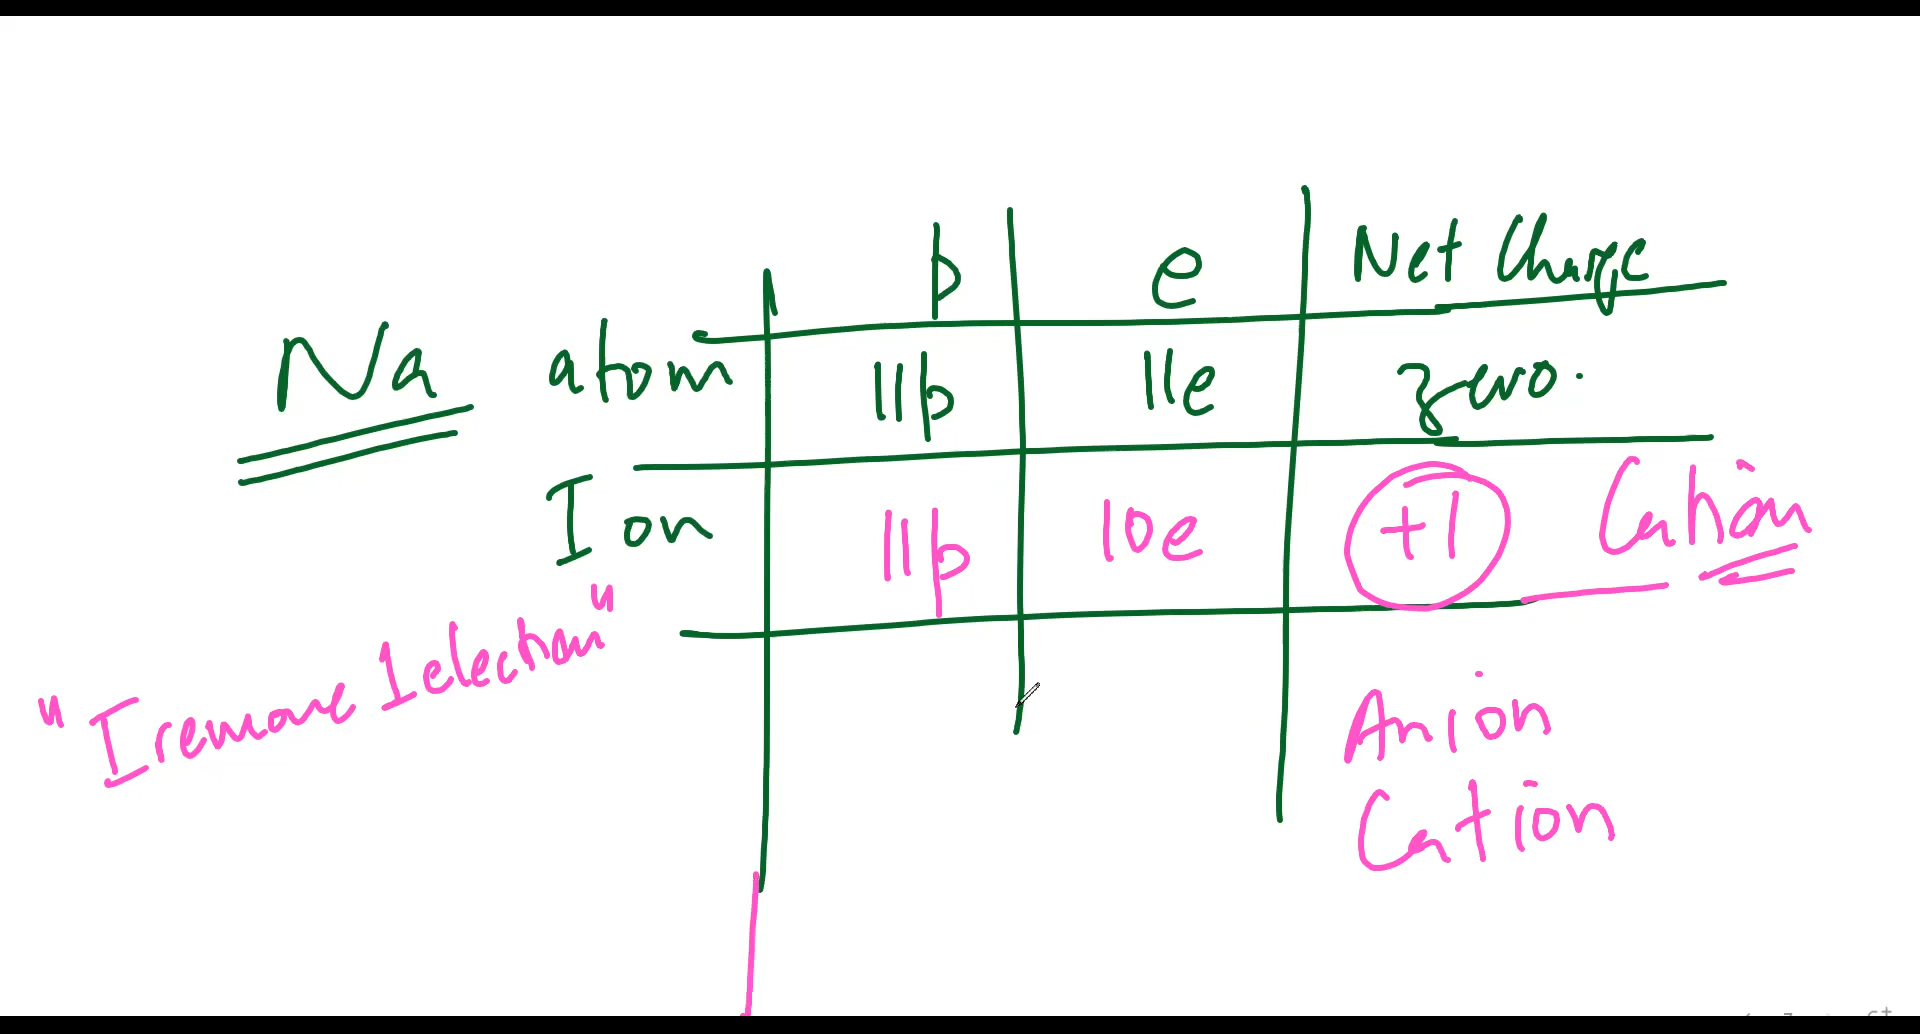 p e Net Charge
Na atom 11p 11e zero.
Ion 11p 10e +1 Cation
"I remove 1 electron"
Anion
Cation